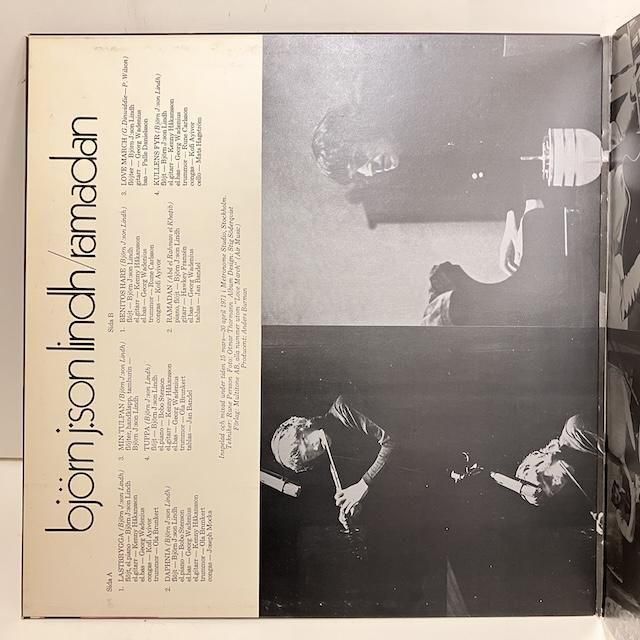 björn j:son lindh/ramadan
Side A
1. LASTBRYGGA (Björn J:son Lindh)
flöjt, el.piano — Björn J:son Lindh
el.gitarr — Kenny Håkansson
el.bas — Georg Wadenius
congas — Kofi Ayivor
trummor — Ola Brunkert
2. DAPHNIA (Björn J:son Lindh)
flöjt — Björn J:son Lindh
el.piano — Bobo Stenson
el.bas — Georg Wadenius
el.gitarr — Kenny Håkansson
trummor — Ola Brunkert
congas — Joseph Mocka
3. MIN TULPAN (Björn J:son Lindh)
flöjter, handklapp, tamburin —
Björn J:son Lindh
4. TUPPA (Björn J:son Lindh)
flöjt — Björn J:son Lindh
el.piano — Bobo Stenson
el.gitarr — Kenny Håkansson
el.bas — Georg Wadenius
trummor — Ola Brunkert
tablas — Jan Bandel
Side B
1. BENITOS HARE (Björn J:son Lindh)
flöjt — Björn J:son Lindh
el.gitarr — Kenny Håkansson
el.bas — Georg Wadenius
trummor — Rune Carlsson
congas — Kofi Ayivor
2. RAMADAN (Abd el Rahman el Khatib)
piano, flöjt — Björn J:son Lindh
gitarr — Hawkey Franzén
el.bas — Georg Wadenius
tablas — Jan Bandel
3. LOVE MARCH (G. Dinwiddie — P. Wilson)
flöjter — Björn J:son Lindh
gitarr — Georg Wadenius
bas — Palle Danielsson
4. KULLENS FYR (Björn J:son Lindh)
flöjt — Björn J:son Lindh
el.gitarr — Kenny Håkansson
el.bas — Georg Wadenius
trummor — Rune Carlsson
congas — Kofi Ayivor
cello — Mats Hagström
Inspelad och mixad under tiden 15 mars—30 april 1971 i Metronome Studio, Stockholm.
Tekniker: Rune Persson. Foto: Otmar Thormann. Album Design: Stig Söderqvist
Förlag: Multitone AB, alla nummer utom "Love March" (Air Music)
Producent: Anders Burman